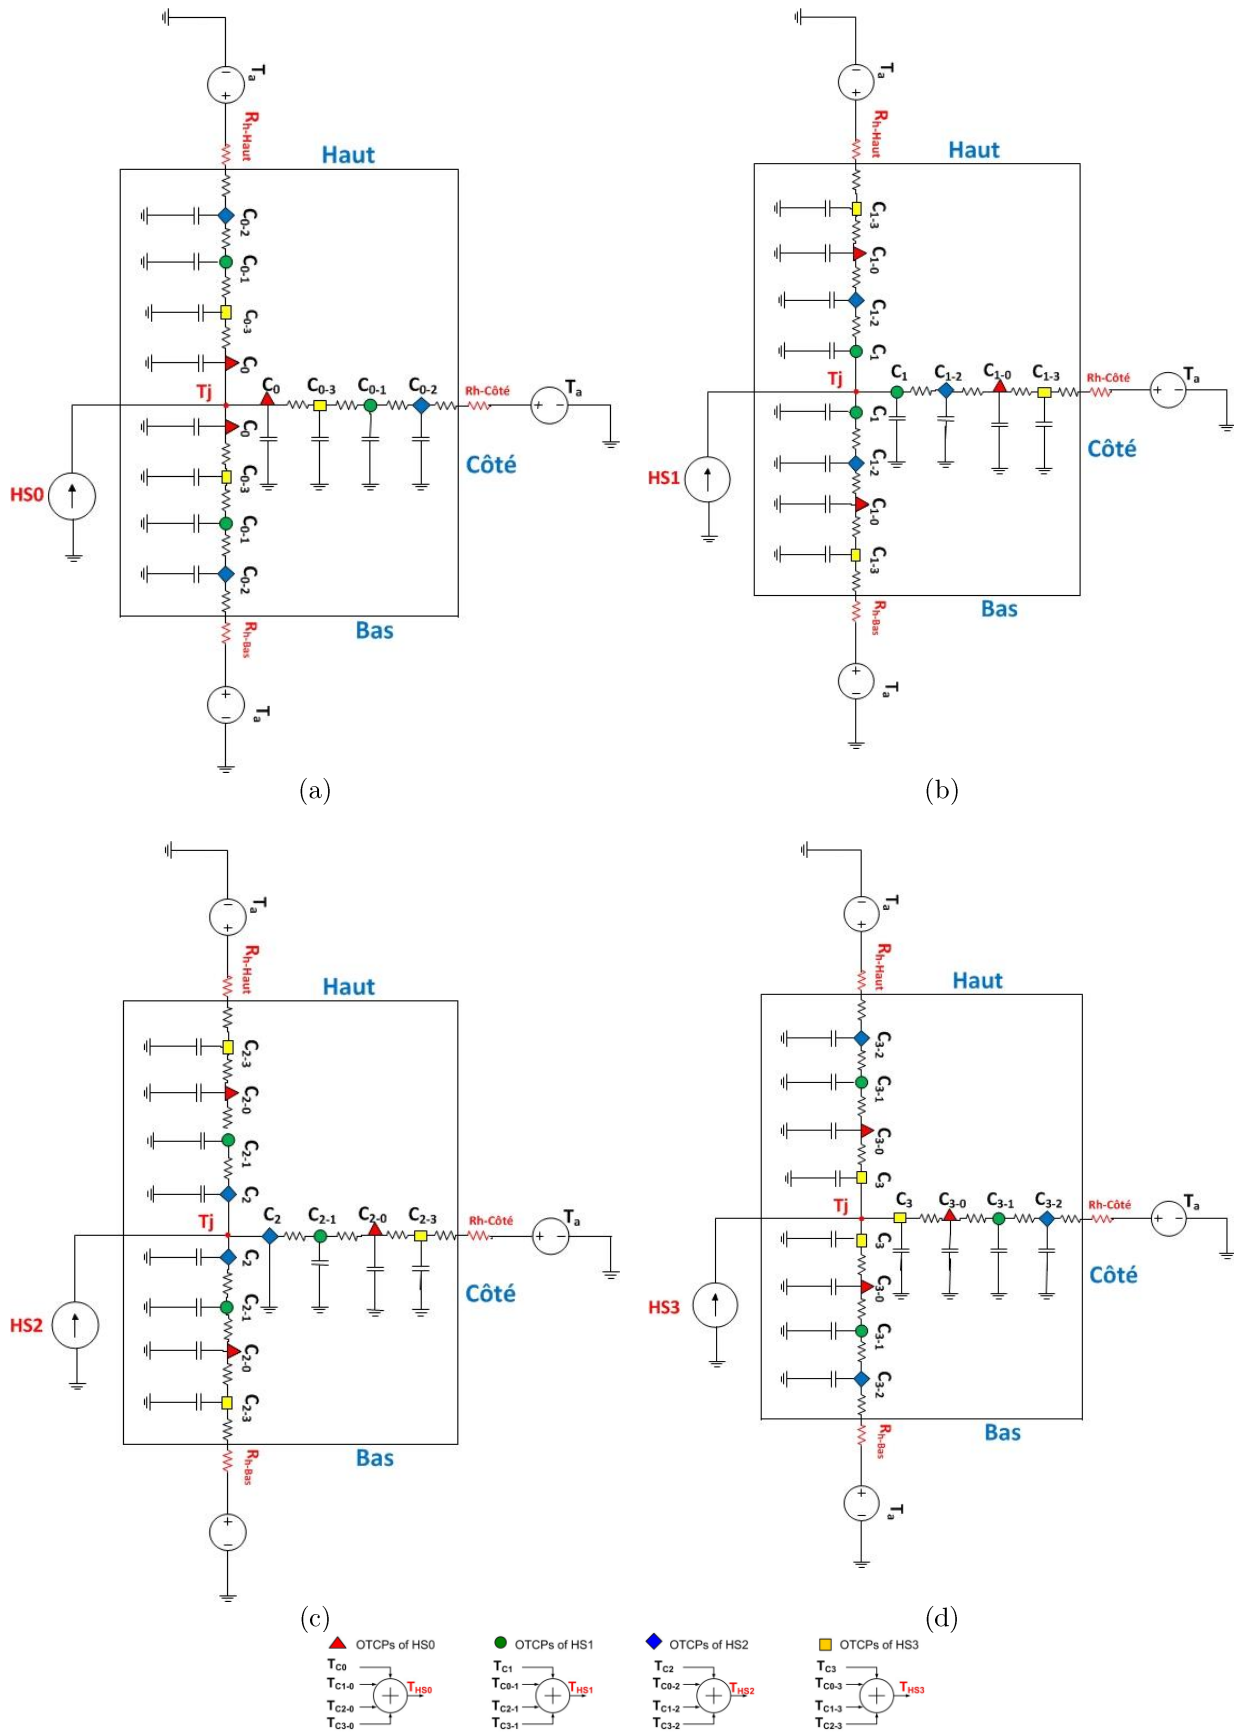 Ta
Rh-Haut
Haut
C0-2
C0-1
C0-3
C0
Tj
C0 C0-3 C0-1 C0-2 Rh-Côté Ta
C0
Côté
HS0
C0-3
C0-1
C0-2
Bas
Rh-Bas
Ta
(a)
Ta
Rh-Haut
Haut
C1-3
C1-0
C1-2
C1
Tj
C1 C1-2 C1-0 C1-3 Rh-Côté Ta
C1
Côté
C1-2
HS1
C1-0
C1-3
Bas
Rh-Bas
Ta
(b)
Ta
Rh-Haut
Haut
C2-3
C2-0
C2-1
C2
Tj
C2 C2-1 C2-0 C2-3 Rh-Côté Ta
C2
Côté
C2-1
HS2
C2-0
C2-3
Bas
Rh-Bas
(c)
Ta
Rh-Haut
Haut
C3-2
C3-1
C3-0
C3
Tj
C3 C3-0 C3-1 C3-2 Rh-Côté Ta
C3
Côté
C3-0
HS3
C3-1
C3-2
Bas
Rh-Bas
Ta
(d)
OTCPs of HS0 OTCPs of HS1 OTCPs of HS2 OTCPs of HS3
TC0 TC1 TC2 TC3
TC1-0 THS0 TC0-1 THS1 TC0-2 THS2 TC0-3 THS3
TC2-0 TC2-1 TC1-2 TC1-3
TC3-0 TC3-1 TC3-2 TC2-3